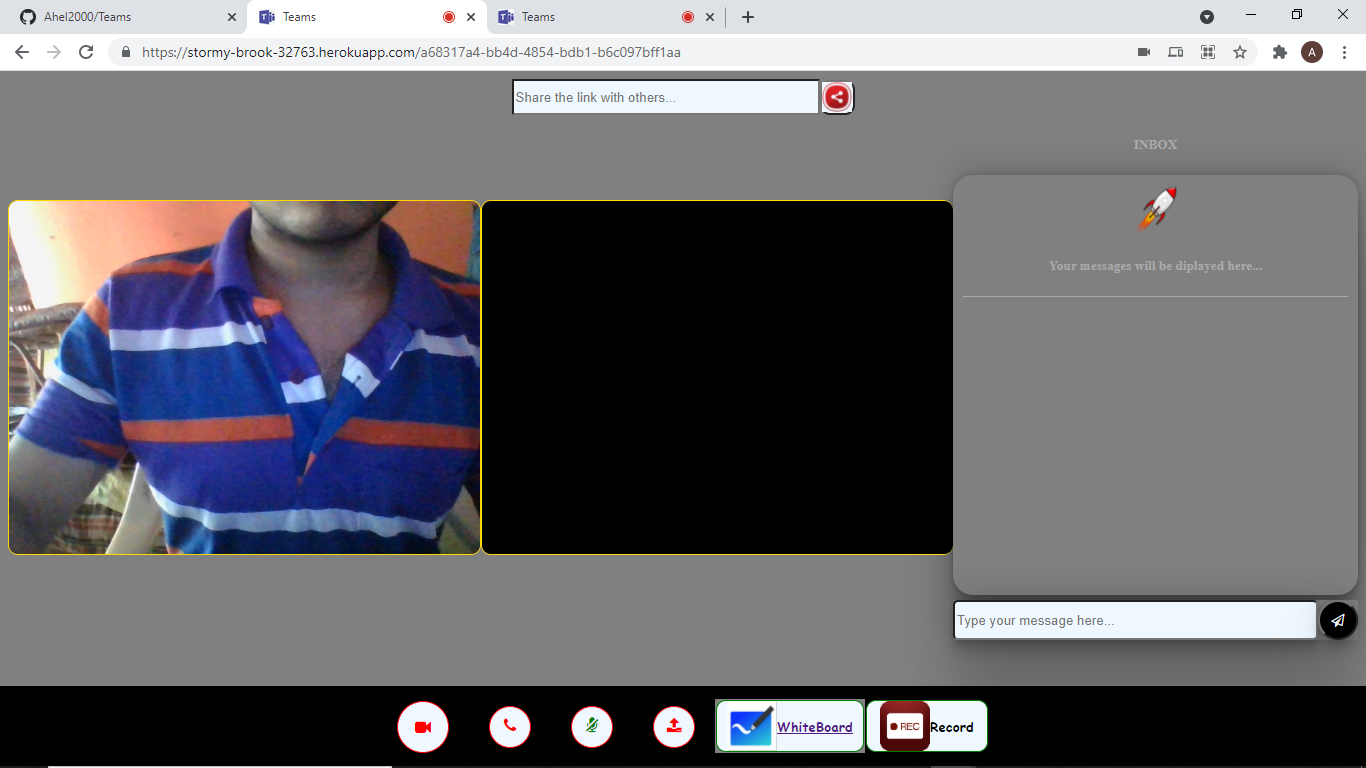 Ahel2000/Teams
Teams
Teams
https://stormy-brook-32763.herokuapp.com/a68317a4-bb4d-4854-bdb1-b6c097bff1aa
A
Share the link with others...
INBOX
Your messages will be diplayed here...
Type your message here...
WhiteBoard
REC
Record